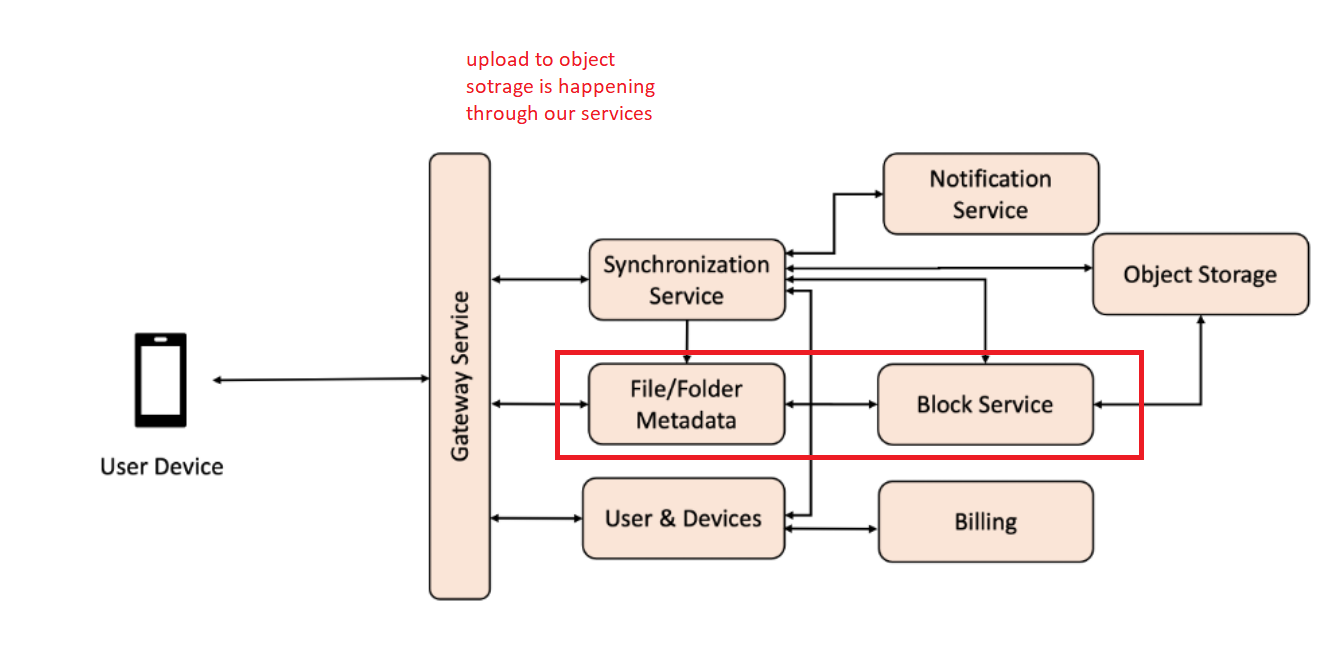 upload to object
sotrage is happening
through our services
Notification
Service
Synchronization
Service
Object Storage
Gateway Service
File/Folder
Metadata
Block Service
User Device
User & Devices
Billing